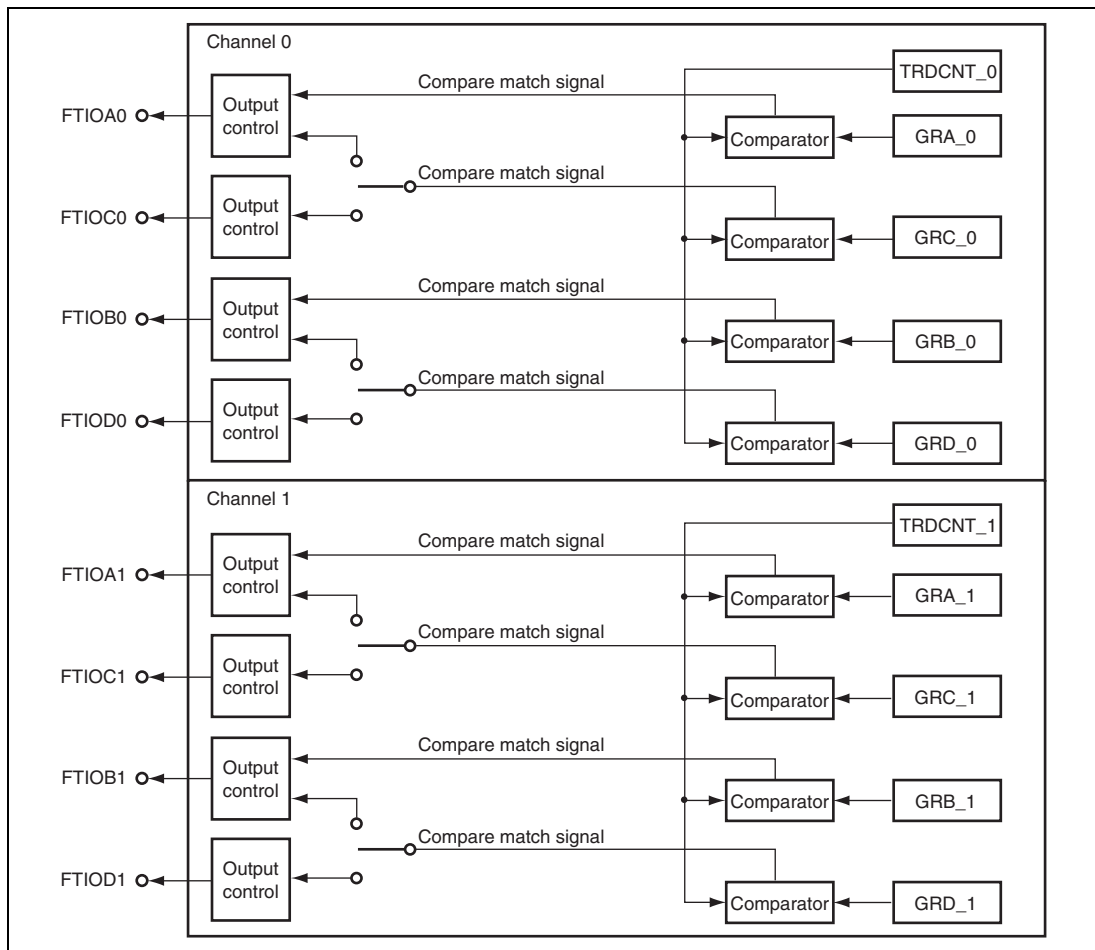 Channel 0
TRDCNT_0
Compare match signal
Output
control
FTIOA0
Comparator
GRA_0
Compare match signal
Output
control
FTIOC0
Comparator
GRC_0
Compare match signal
Output
control
FTIOB0
Comparator
GRB_0
Compare match signal
Output
control
FTIOD0
Comparator
GRD_0
Channel 1
TRDCNT_1
Compare match signal
Output
control
FTIOA1
Comparator
GRA_1
Compare match signal
Output
control
FTIOC1
Comparator
GRC_1
Compare match signal
Output
control
FTIOB1
Comparator
GRB_1
Compare match signal
Output
control
FTIOD1
Comparator
GRD_1